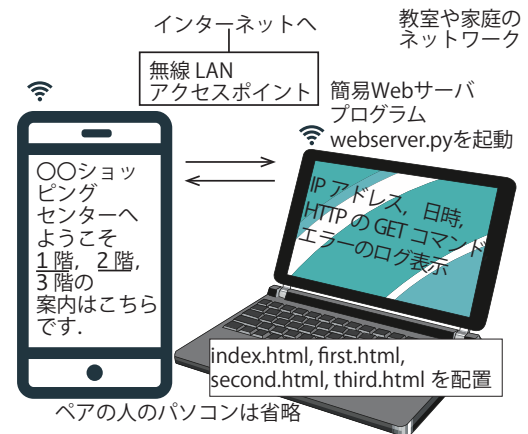 インターネットへ
教室や家庭の
ネットワーク
無線 LAN
アクセスポイント
簡易Webサーバ
プログラム
webserver.pyを起動
〇〇ショッ
ピング
センターへ
ようこそ
1 階， 2 階，
3 階の
案内はこちら
です．
IP アドレス， 日時，
HTTP の GET コマンド
エラーのログ表示
index.html, first.html,
second.html, third.html を配置
ペアの人のパソコンは省略